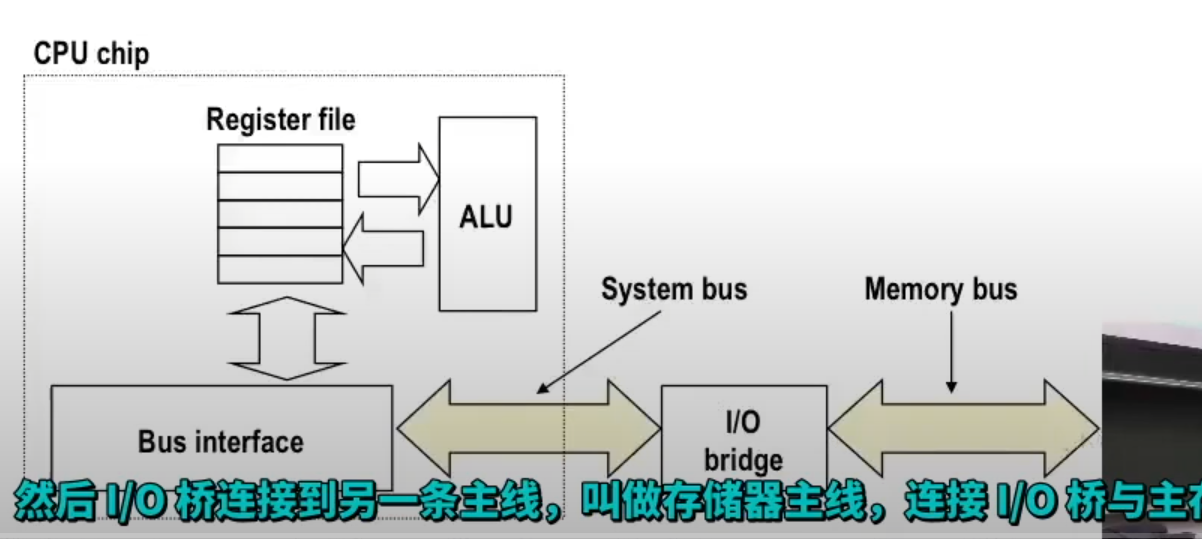 CPU chip
Register file
ALU
System bus
Memory bus
Bus interface
I/O
bridge
然后 I/O 桥连接到另一条主线，叫做存储器主线，连接 I/O 桥与主